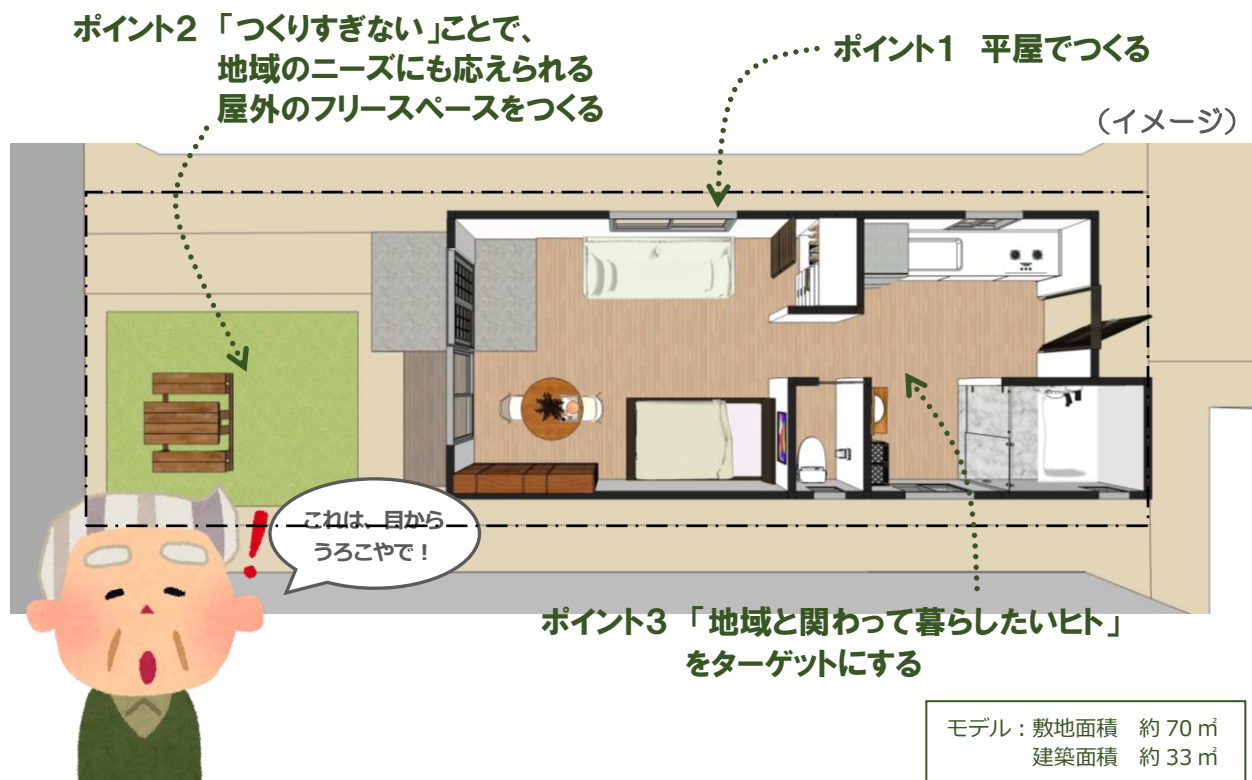 ポイント2 「つくりすぎない」ことで、
地域のニーズにも応えられる
屋外のフリースペースをつくる
ポイント1 平屋でつくる
（イメージ）
これは、目から
うろこやで！
ポイント3 「地域と関わって暮らしたいヒト」
をターゲットにする
モデル：敷地面積 約 70 ㎡
建築面積 約 33 ㎡